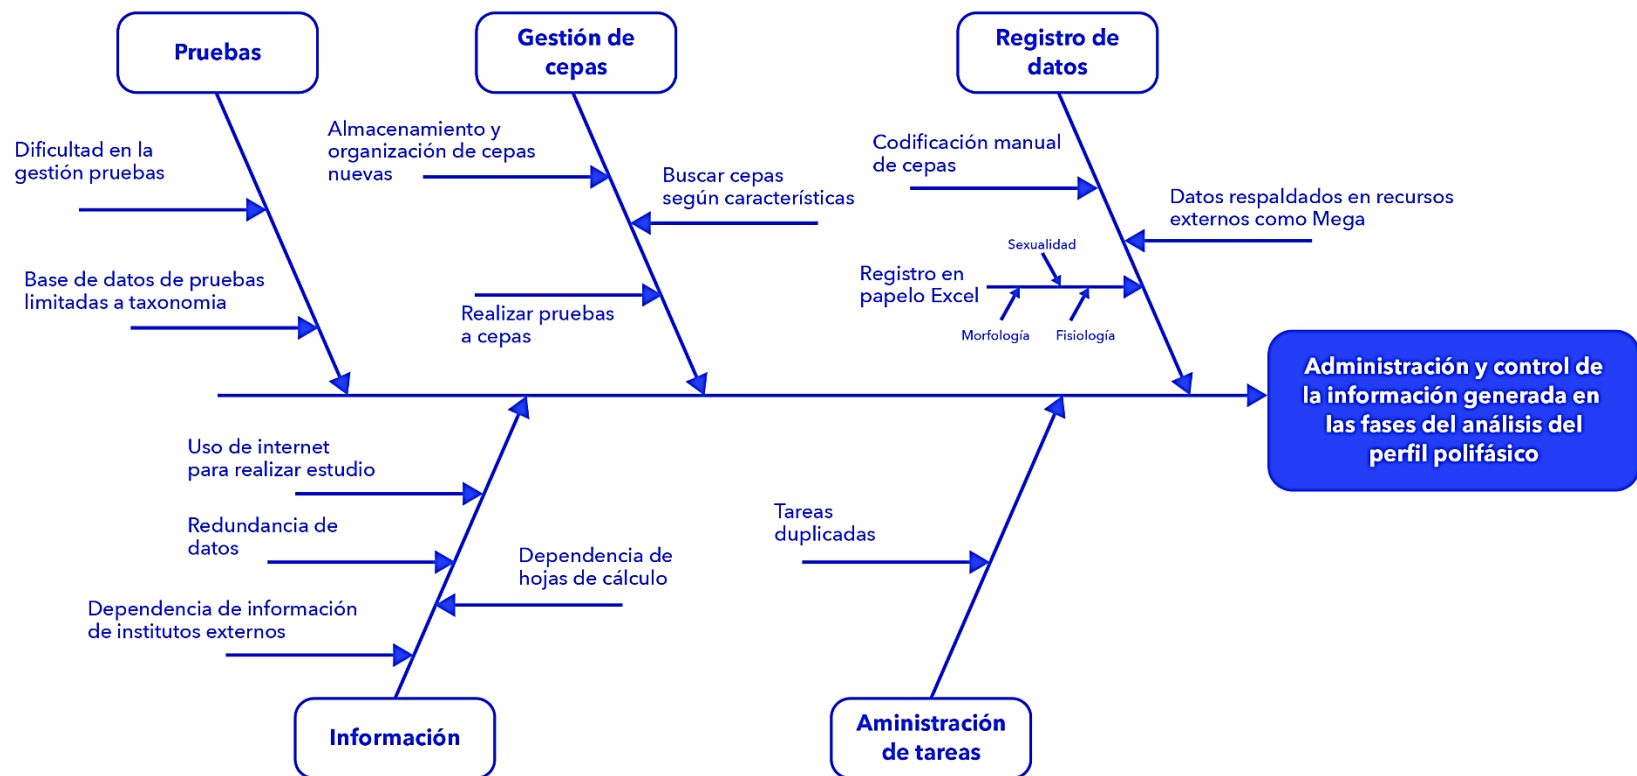 Pruebas
Gestión de
cepas
Registro de
datos
Dificultad en la
gestión pruebas
Base de datos de pruebas
limitadas a taxonomia
Almacenamiento y
organización de cepas
nuevas
Buscar cepas
según características
Realizar pruebas
a cepas
Codificación manual
de cepas
Datos respaldados en recursos
externos como Mega
Sexualidad
Registro en
papelo Excel
Morfología
Fisiología
Administración y control de
la información generada en
las fases del análisis del
perfil polifásico
Uso de internet
para realizar estudio
Redundancia de
datos
Dependencia de
hojas de cálculo
Dependencia de información
de institutos externos
Tareas
duplicadas
Información
Aministración
de tareas